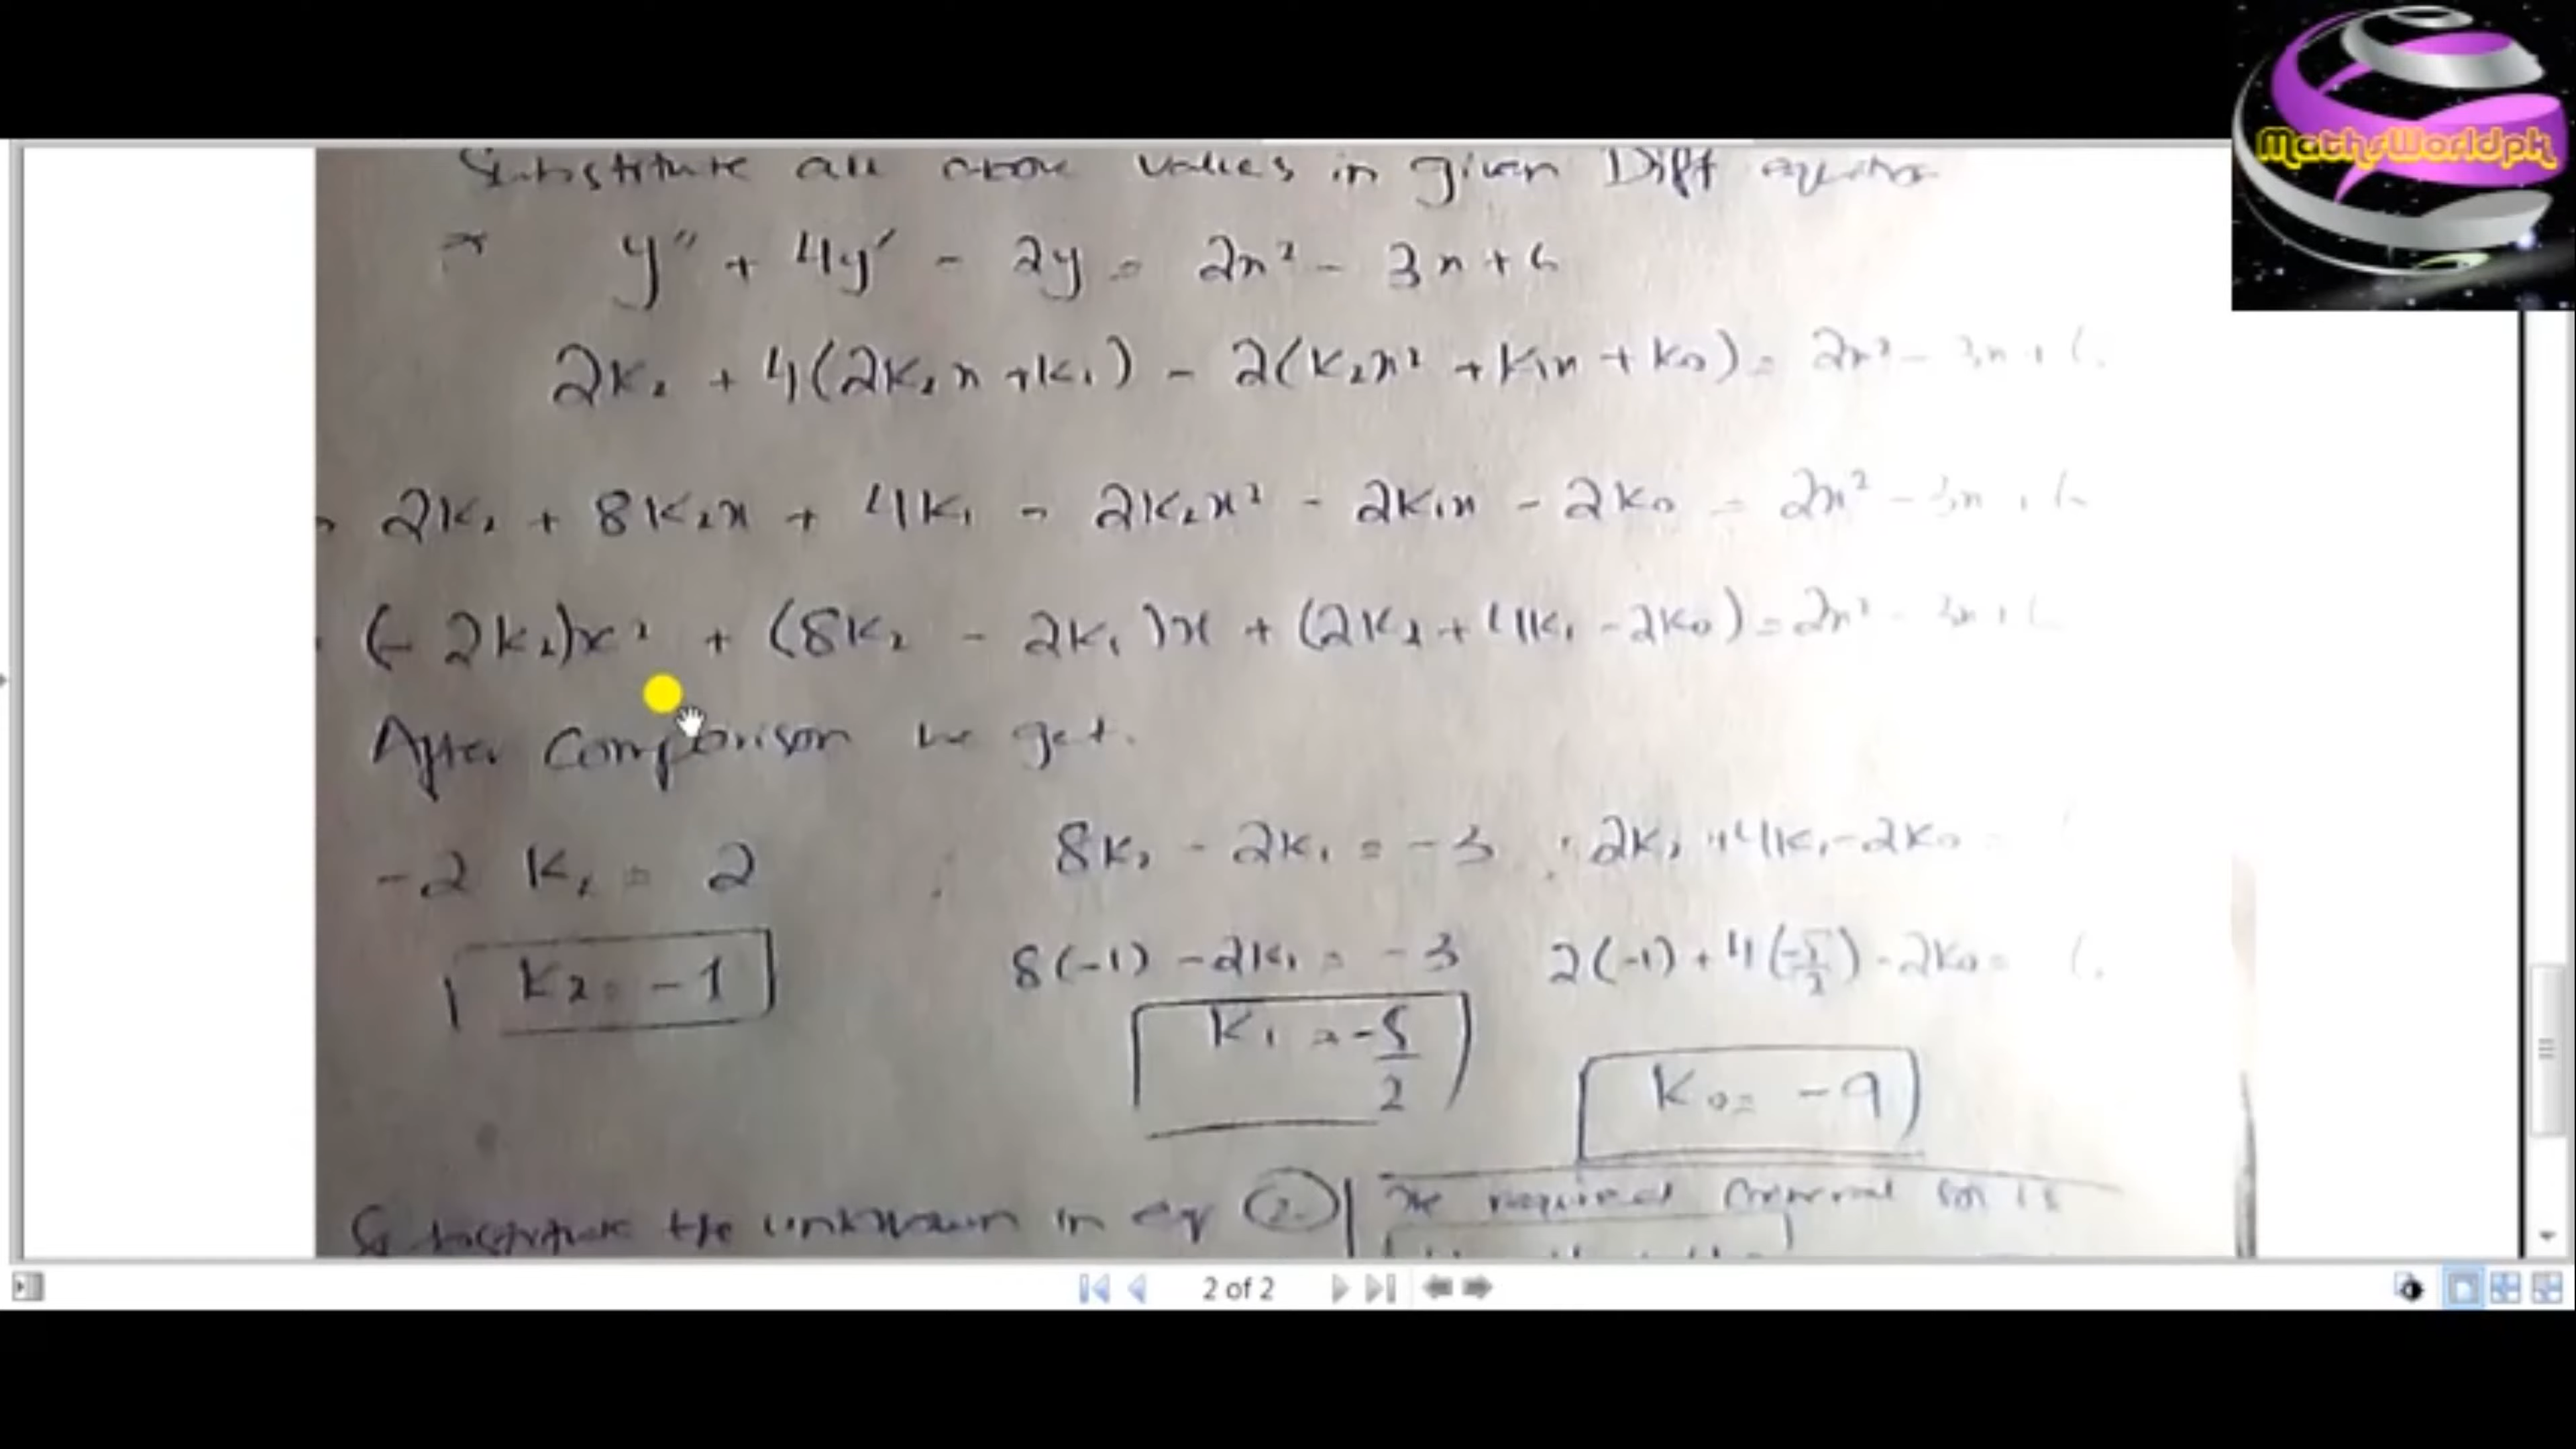 MathsWorldpk
Substitute all above values in given Diff equation
y" + 4y' - 2y = 2x² - 3x + 6
2k₂ + 4(2k₂x + k₁) - 2(k₂x² + k₁x + k₀) = 2x² - 3x + 6.
2k₂ + 8k₂x + 4k₁ - 2k₂x² - 2k₁x - 2k₀ = 2x² - 3x + 6
(-2k₂)x² + (8k₂ - 2k₁)x + (2k₂ + 4k₁ - 2k₀) = 2x² - 3x + 6
After Comparison we get.
-2 k₂ = 2 , 8k₂ - 2k₁ = -3 , 2k₂ + 4k₁ - 2k₀ =
8(-1) - 2k₁ = -3 2(-1) + 4(-5/2) - 2k₀ = 6.
k₂ = -1 k₁ = -5/2 k₀ = -9
Substitute the unknown in eq (2) The required General sol is
2 of 2